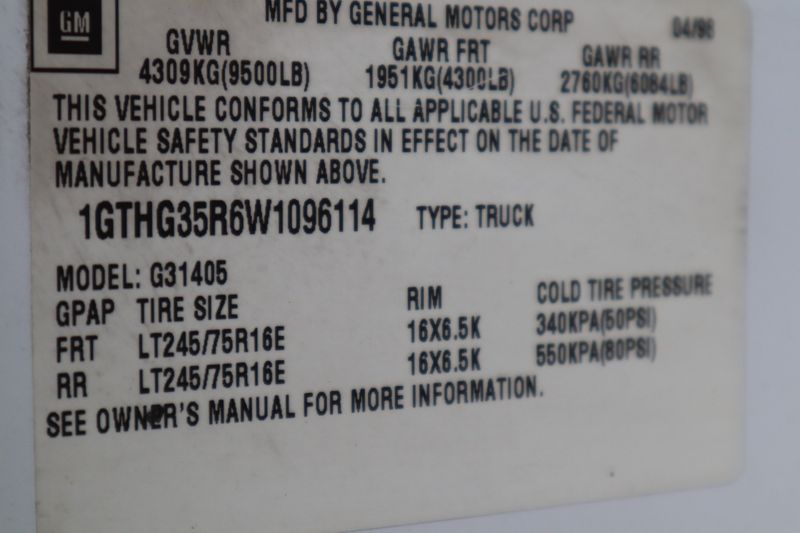 GM
MFD BY GENERAL MOTORS CORP 04/98
GVWR GAWR FRT GAWR RR
4309KG(9500LB) 1951KG(4300LB) 2760KG(6084LB)
THIS VEHICLE CONFORMS TO ALL APPLICABLE U.S. FEDERAL MOTOR
VEHICLE SAFETY STANDARDS IN EFFECT ON THE DATE OF
MANUFACTURE SHOWN ABOVE.
1GTHG35R6W1096114 TYPE: TRUCK
MODEL: G31405
GPAP TIRE SIZE RIM COLD TIRE PRESSURE
FRT LT245/75R16E 16X6.5K 340KPA(50PSI)
RR LT245/75R16E 16X6.5K 550KPA(80PSI)
SEE OWNER'S MANUAL FOR MORE INFORMATION.